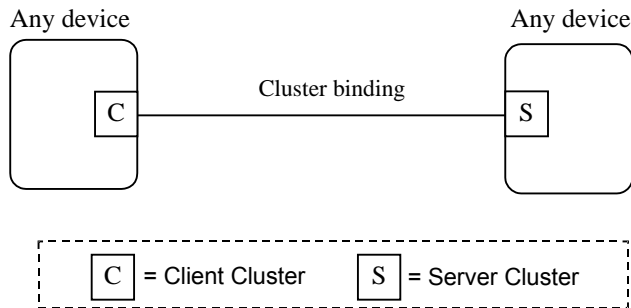 Any device
Any device
Cluster binding
C
S
C = Client Cluster
S = Server Cluster